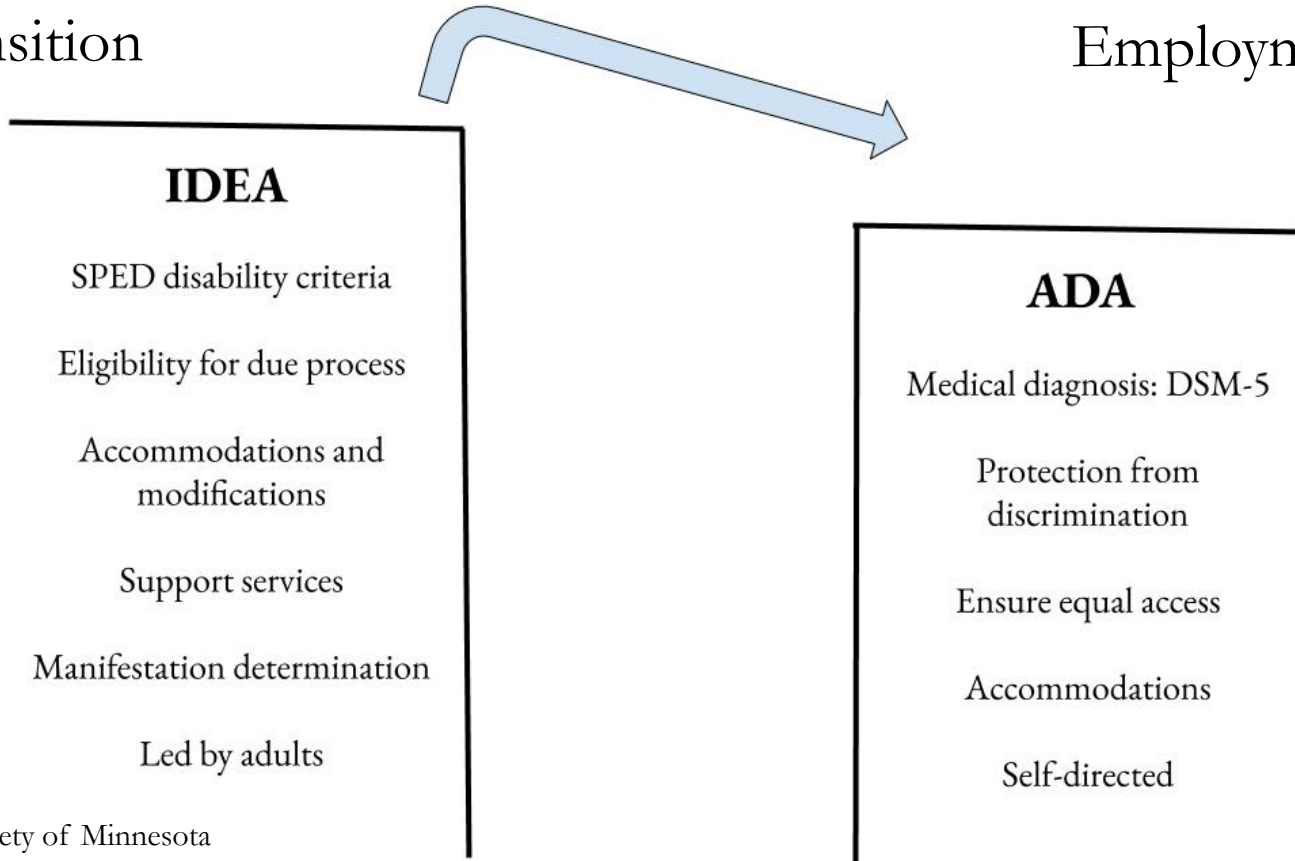 nsition
Employn
IDEA
SPED disability criteria
Eligibility for due process
Accommodations and
modifications
Support services
Manifestation determination
Led by adults
ADA
Medical diagnosis: DSM-5
Protection from
discrimination
Ensure equal access
Accommodations
Self-directed
ety of Minnesota